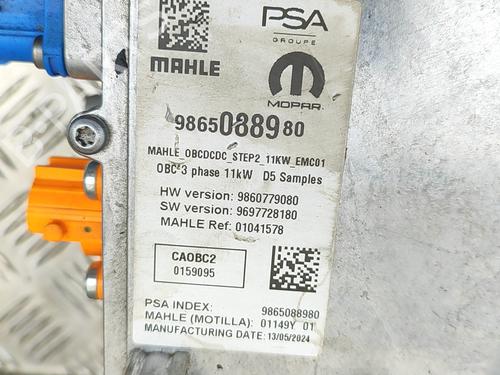 PSA
GROUPE
MAHLE
MOPAR
9865088980
MAHLE_OBCDCDC_STEP2_11KW_EMC01
OBC 3 phase 11kW D5 Samples
HW version: 9860779080
SW version: 9697728180
MAHLE Ref: 01041578
CAOBC2
0159095
PSA INDEX: 9865088980
MAHLE (MOTILLA): 01149Y 01
MANUFACTURING DATE: 13/05/2024